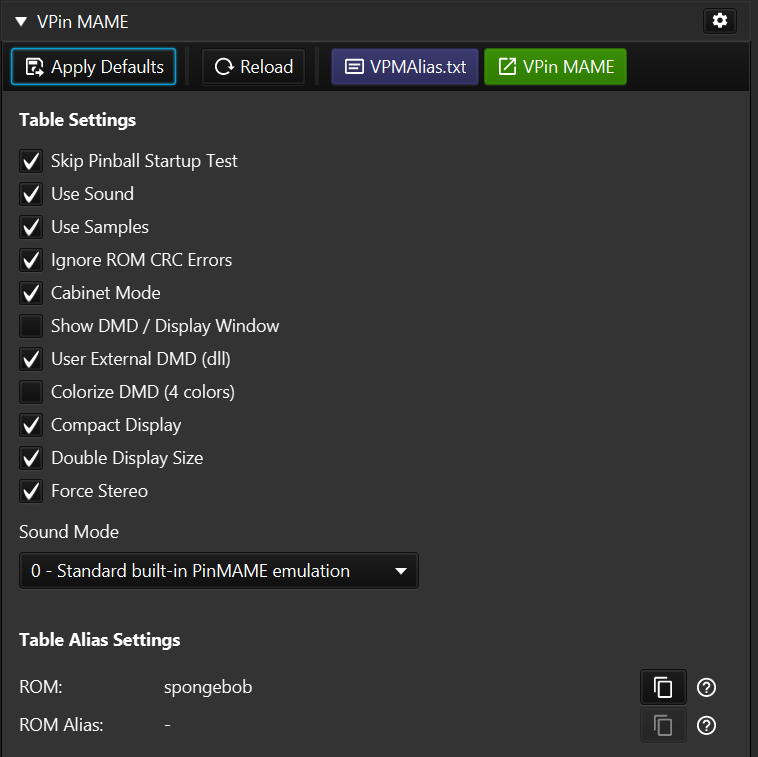 VPin MAME
Apply Defaults Reload VPMAlias.txt VPin MAME
Table Settings
Skip Pinball Startup Test
Use Sound
Use Samples
Ignore ROM CRC Errors
Cabinet Mode
Show DMD / Display Window
User External DMD (dll)
Colorize DMD (4 colors)
Compact Display
Double Display Size
Force Stereo
Sound Mode
0 - Standard built-in PinMAME emulation
Table Alias Settings
ROM: spongebob
ROM Alias: -